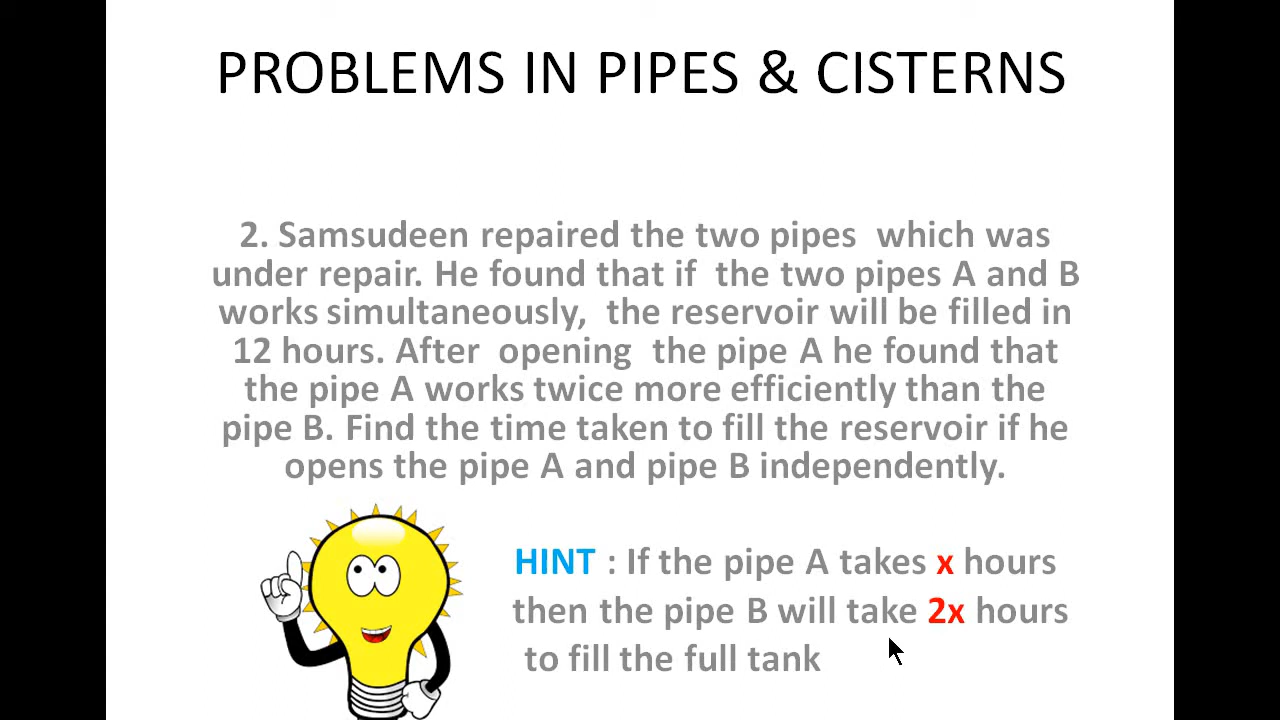 PROBLEMS IN PIPES & CISTERNS
2. Samsudeen repaired the two pipes which was
under repair. He found that if the two pipes A and B
works simultaneously, the reservoir will be filled in
12 hours. After opening the pipe A he found that
the pipe A works twice more efficiently than the
pipe B. Find the time taken to fill the reservoir if he
opens the pipe A and pipe B independently.
HINT : If the pipe A takes x hours
then the pipe B will take 2x hours
to fill the full tank